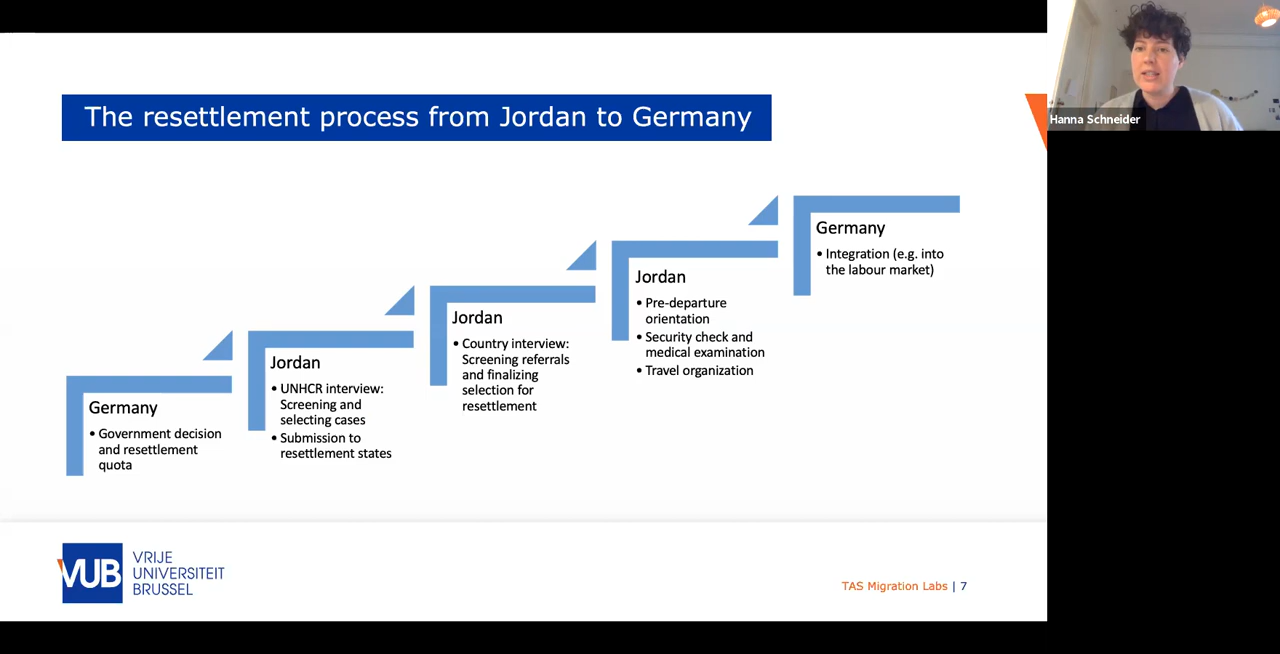 The resettlement process from Jordan to Germany
Hanna Schneider
Germany
• Government decision
and resettlement
quota
Jordan
• UNHCR interview:
Screening and
selecting cases
• Submission to
resettlement states
Jordan
• Country interview:
Screening referrals
and finalizing
selection for
resettlement
Jordan
• Pre-departure
orientation
• Security check and
medical examination
• Travel organization
Germany
• Integration (e.g. into
the labour market)
VUB
VRIJE
UNIVERSITEIT
BRUSSEL
TAS Migration Labs | 7